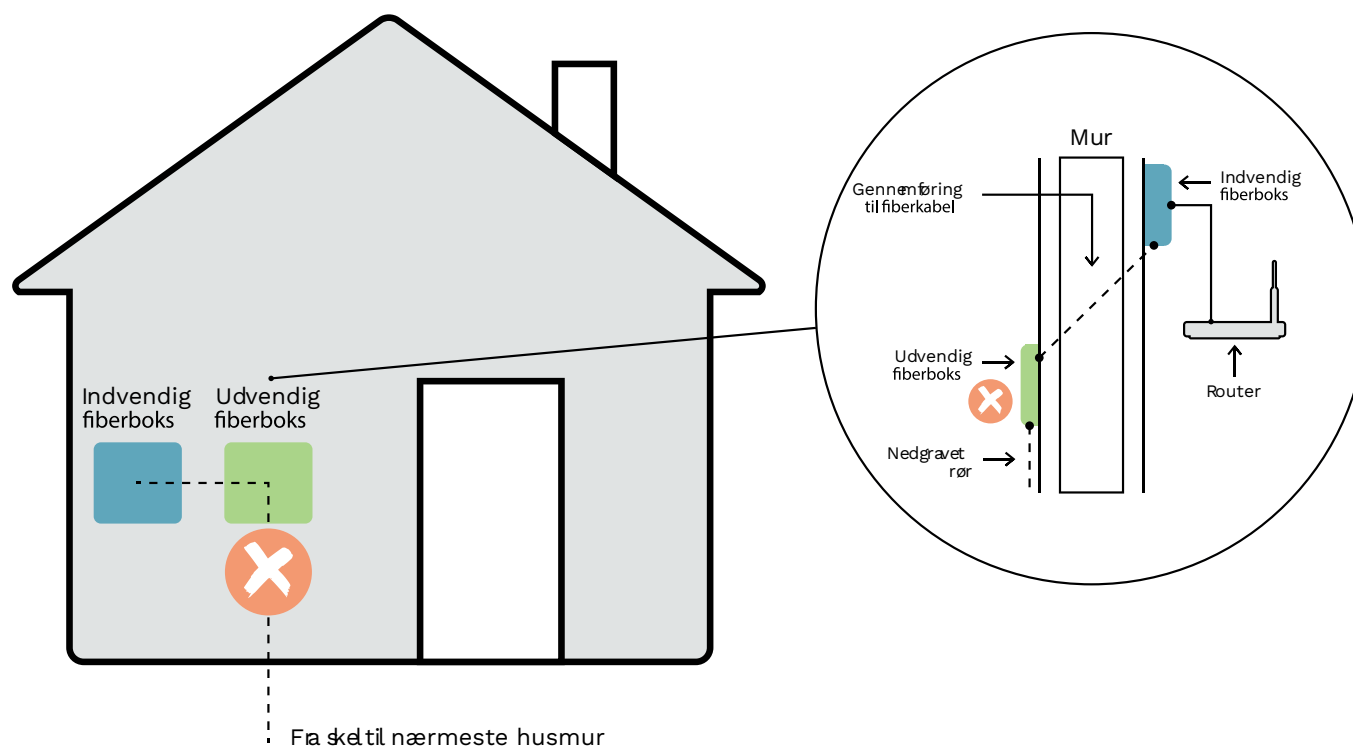 Indvendig
fiberboks
Udvendig
fiberboks
Fra skel til nærmeste husmur
Mur
Gennemføring
til fiberkabel
Indvendig
fiberboks
Udvendig
fiberboks
Router
Nedgravet
rør